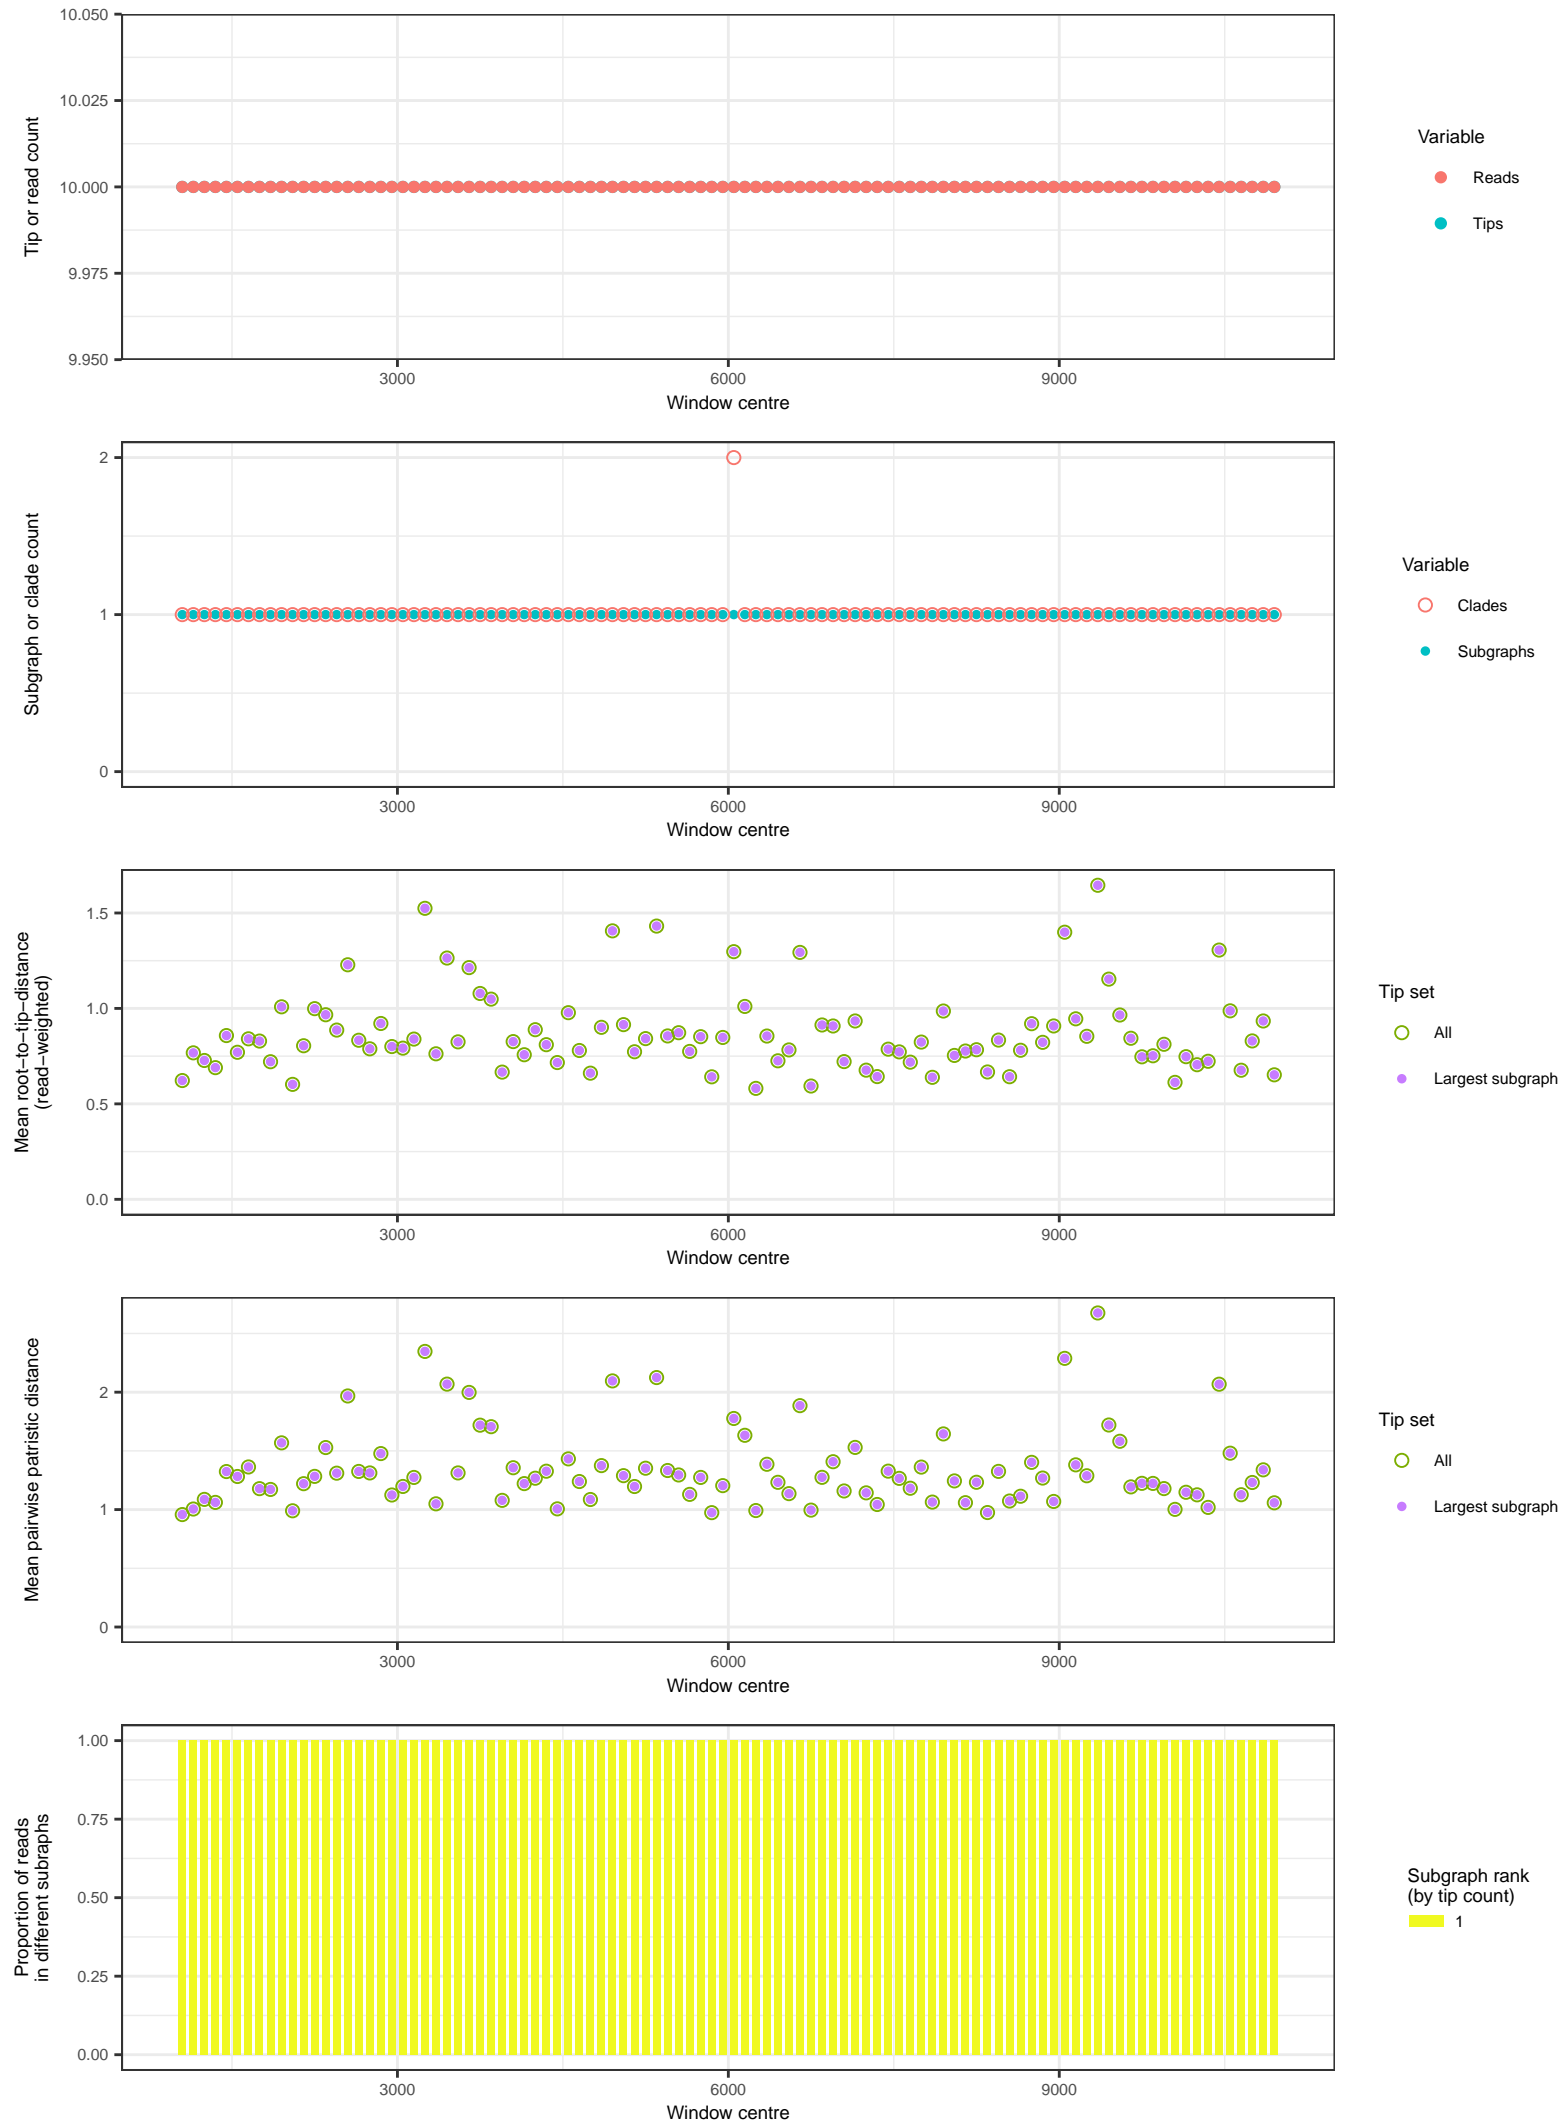 10.050
10.025
10.000
9.975
9.950
Tip or read count
3000 6000 9000
Window centre
Variable
Reads
Tips
2
1
0
Subgraph or clade count
3000 6000 9000
Window centre
Variable
Clades
Subgraphs
1.5
1.0
0.5
0.0
Mean root−to−tip−distance
(read−weighted)
3000 6000 9000
Window centre
Tip set
All
Largest subgraph
2
1
0
Mean pairwise patristic distance
3000 6000 9000
Window centre
Tip set
All
Largest subgraph
1.00
0.75
0.50
0.25
0.00
Proportion of reads
in different subraphs
3000 6000 9000
Window centre
Subgraph rank
(by tip count)
1